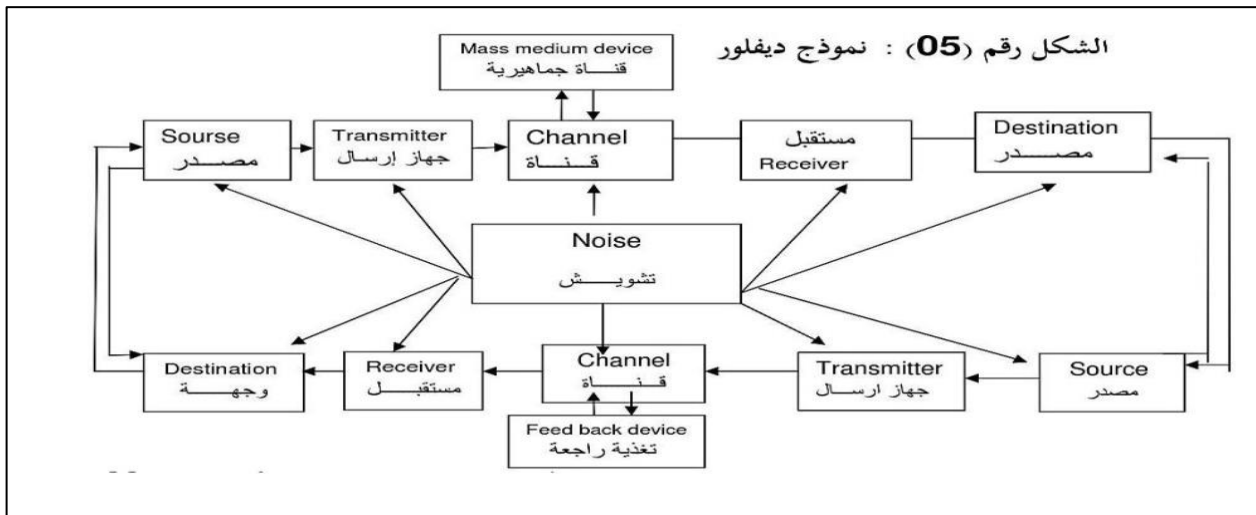 الشكل رقم (05) : نموذج ديفلور
Mass medium device
قناة جماهيرية
Sourse
مصدر
Transmitter
جهاز إرسال
Channel
قناة
مستقبل
Receiver
Destination
مصدر
Noise
تشويش
Destination
وجهة
Receiver
مستقبل
Channel
قناة
Transmitter
جهاز ارسال
Source
مصدر
Feed back device
تغذية راجعة